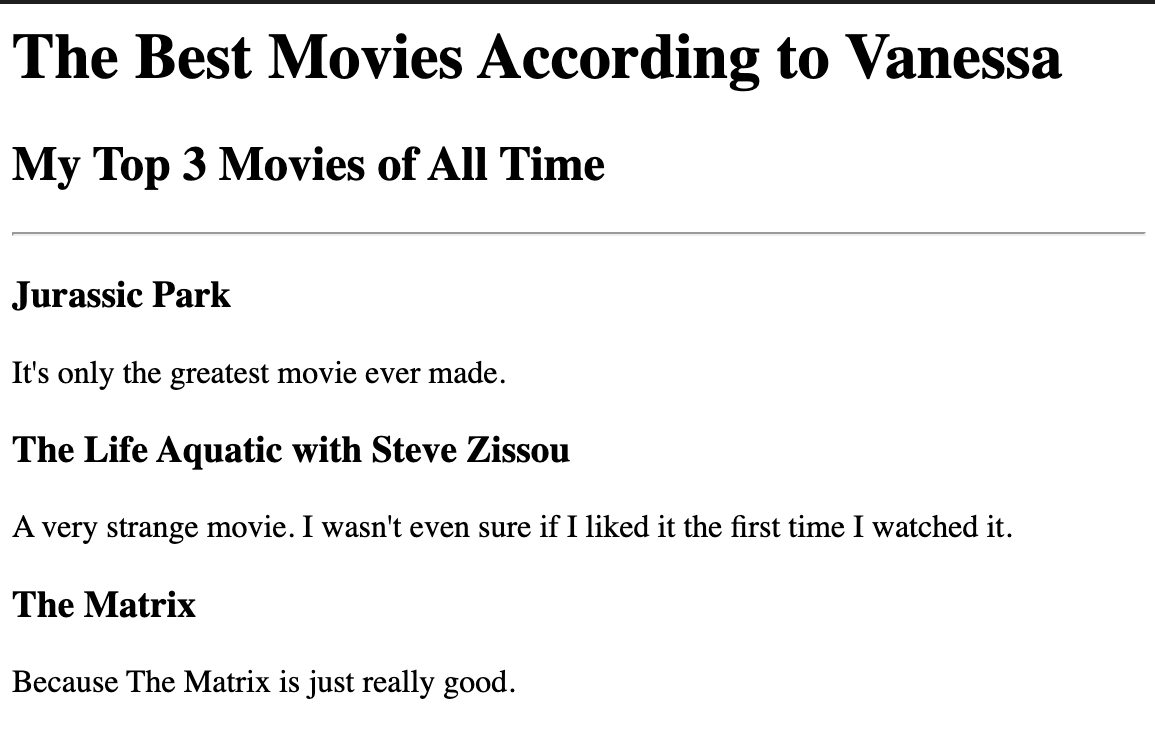 The Best Movies According to Vanessa
My Top 3 Movies of All Time
Jurassic Park
It's only the greatest movie ever made.
The Life Aquatic with Steve Zissou
A very strange movie. I wasn't even sure if I liked it the first time I watched it.
The Matrix
Because The Matrix is just really good.